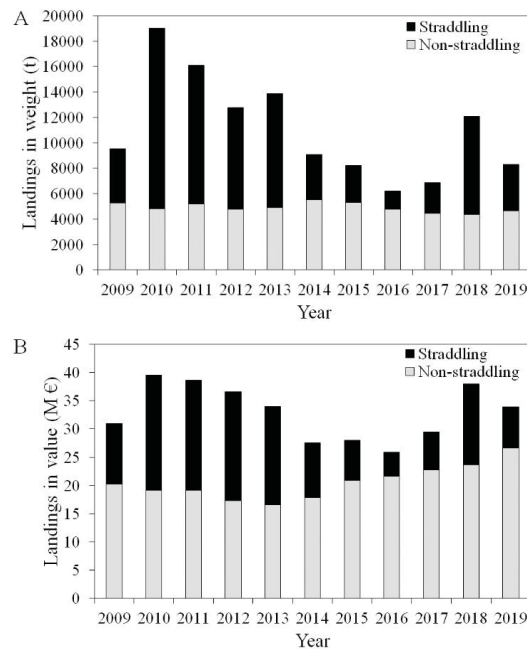 A
Landings in weight (t)
20000
18000
16000
14000
12000
10000
8000
6000
4000
2000
0
Straddling
Non-straddling
2009 2010 2011 2012 2013 2014 2015 2016 2017 2018 2019
Year
B
Landings in value (M €)
45
40
35
30
25
20
15
10
5
0
Straddling
Non-straddling
2009 2010 2011 2012 2013 2014 2015 2016 2017 2018 2019
Year